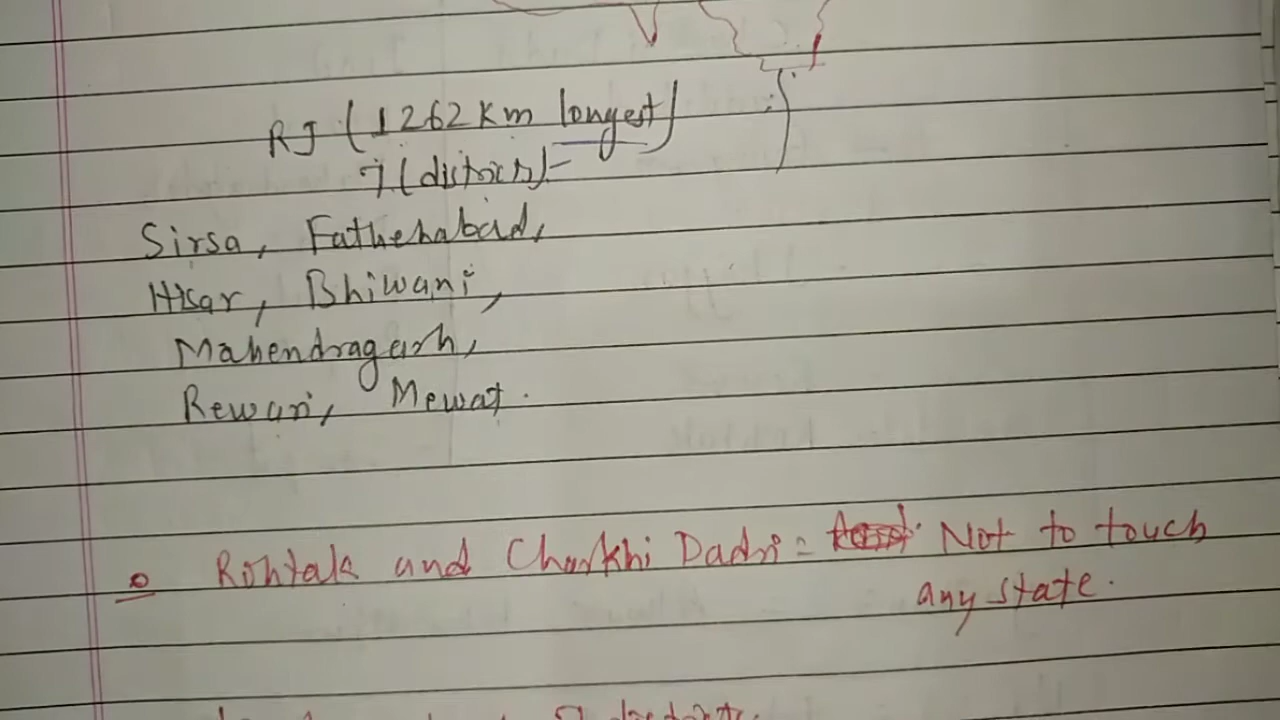 RJ (1262 Km longest)
7 (districts)-
Sirsa, Fathehabad,
Hisar, Bhiwani,
Mahendragarh,
Rewari, Mewat.
Rohtak and Charkhi Dadri = Not to touch
any state.